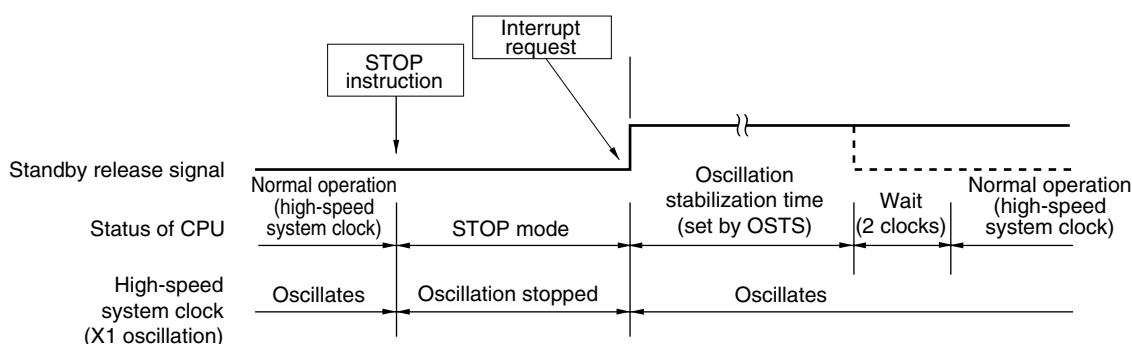 Interrupt
request
STOP
instruction
Standby release signal
Status of CPU
Normal operation
(high-speed
system clock)
STOP mode
Oscillation
stabilization time
(set by OSTS)
Wait
(2 clocks)
Normal operation
(high-speed
system clock)
High-speed
system clock
(X1 oscillation)
Oscillates
Oscillation stopped
Oscillates